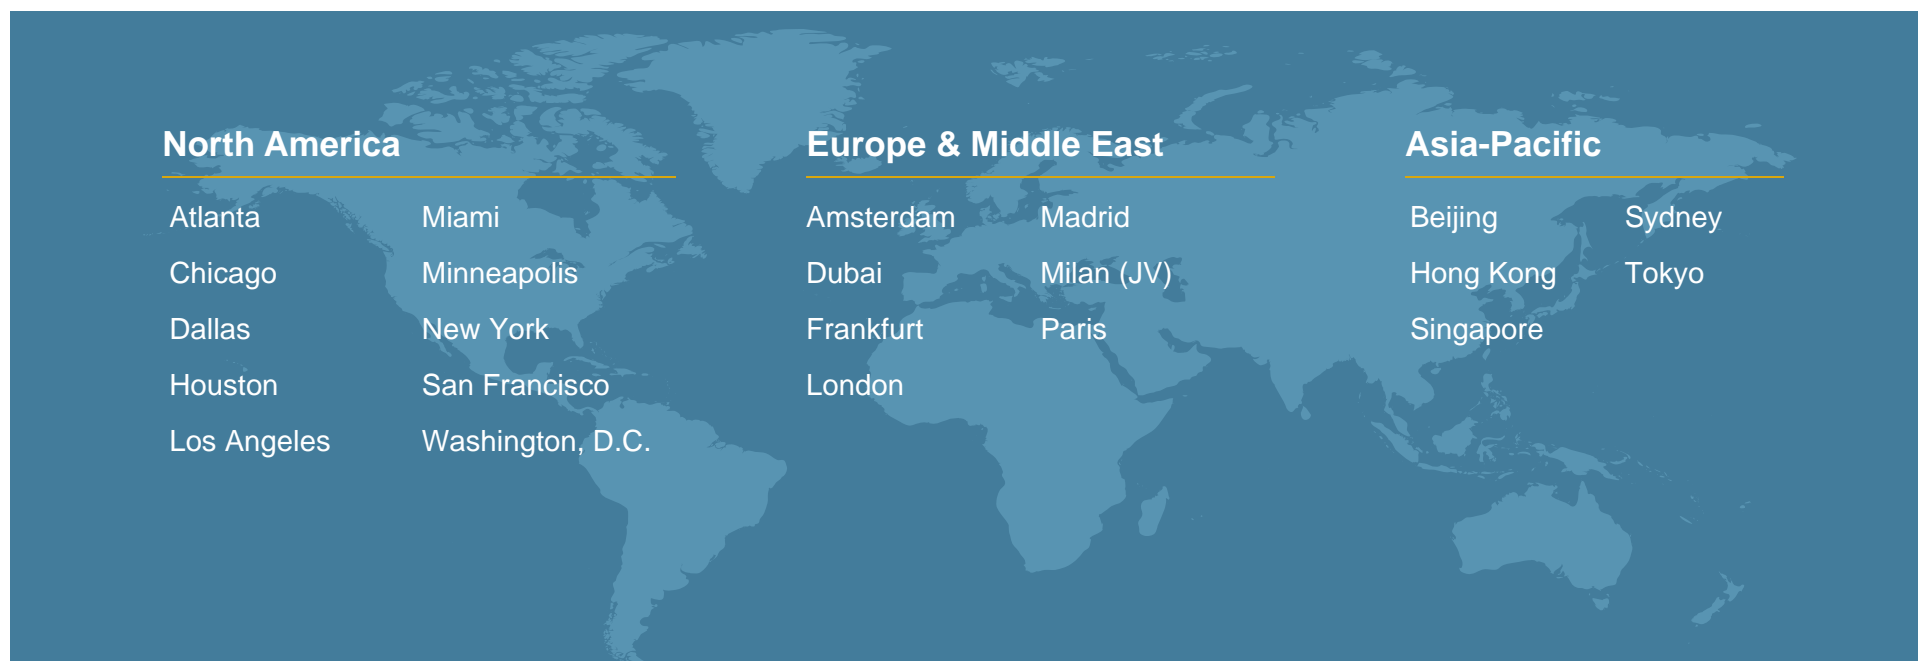 North America
Atlanta
Chicago
Dallas
Houston
Los Angeles
Miami
Minneapolis
New York
San Francisco
Washington, D.C.
Europe & Middle East
Amsterdam
Dubai
Frankfurt
London
Madrid
Milan (JV)
Paris
Asia-Pacific
Beijing
Hong Kong
Singapore
Sydney
Tokyo